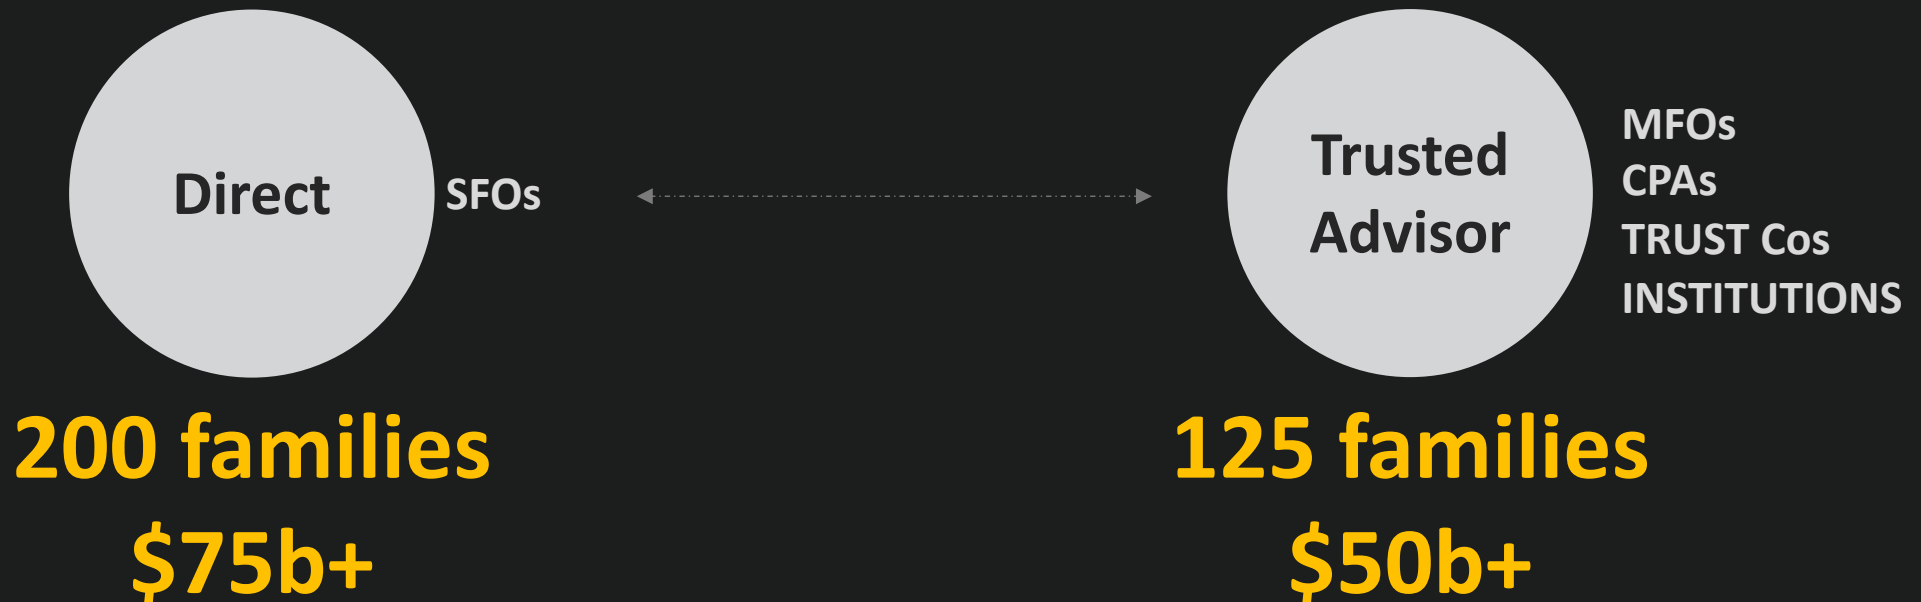 Direct
SFOs
200 families
$75b+
Trusted
Advisor
MFOs
CPAs
TRUST Cos
INSTITUTIONS
125 families
$50b+